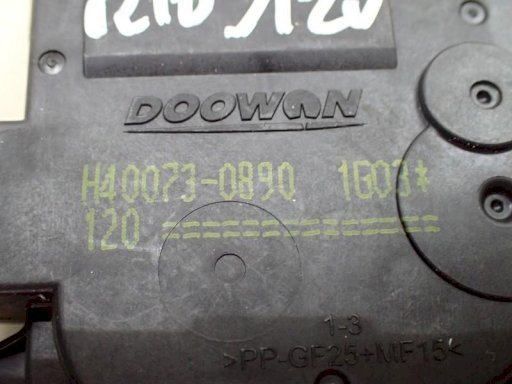 DOOWON
H40073-0890 1G03*
120 ===============
1-3
>PP-GF25+MF15<